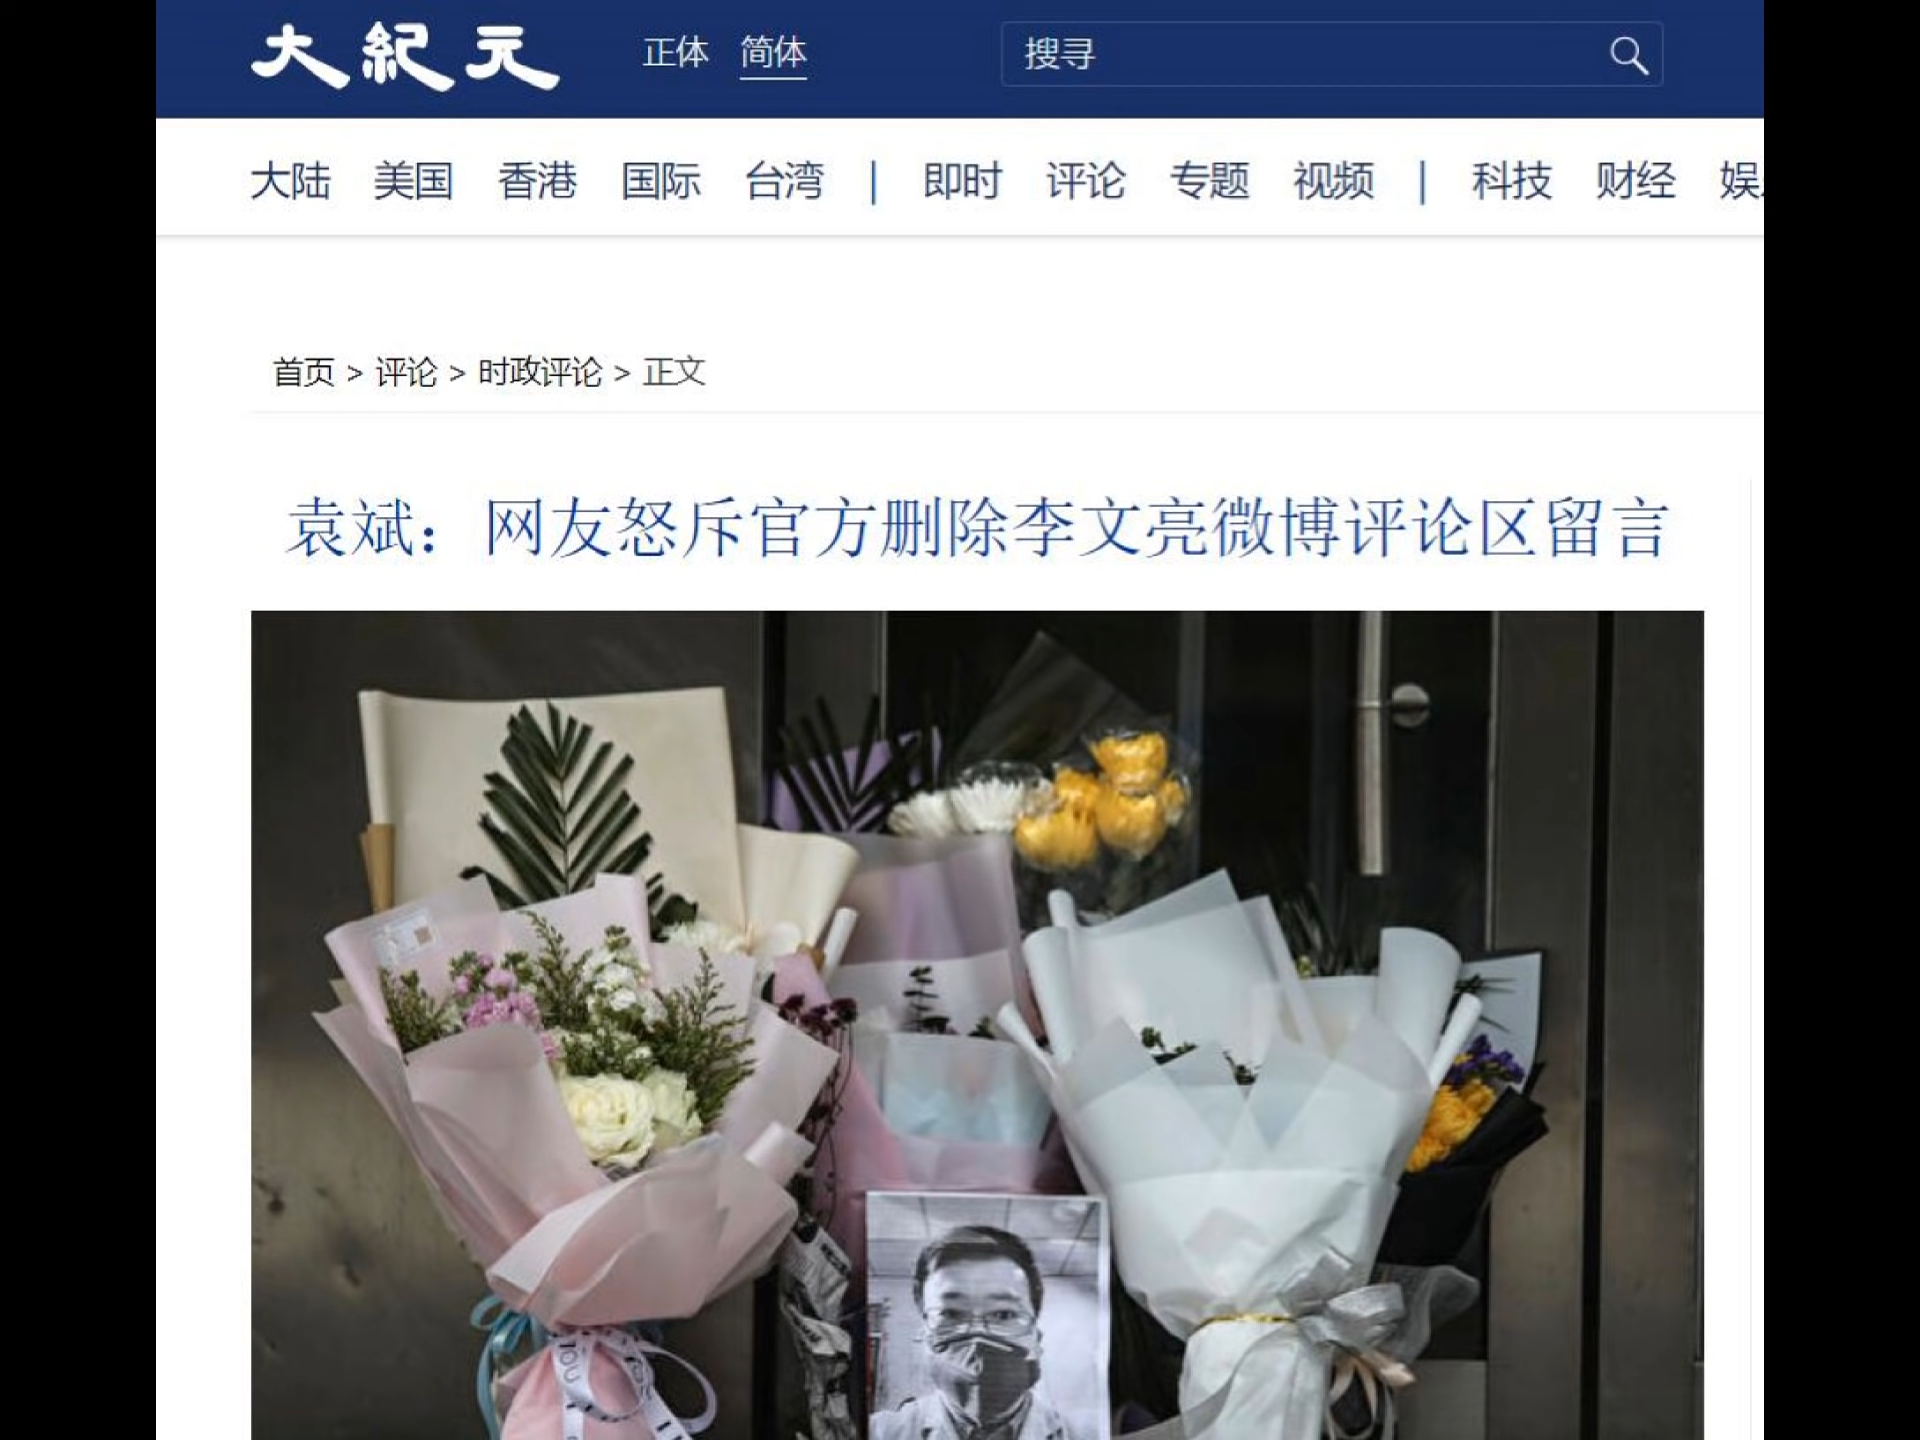 大紀元 正体 简体 搜寻
大陆 美国 香港 国际 台湾 | 即时 评论 专题 视频 | 科技 财经 娱
首页 > 评论 > 时政评论 > 正文
袁斌：网友怒斥官方删除李文亮微博评论区留言